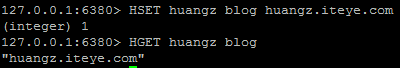 127.0.0.1:6380> HSET huangz blog huangz.iteye.com
(integer) 1
127.0.0.1:6380> HGET huangz blog
"huangz.iteye.com"